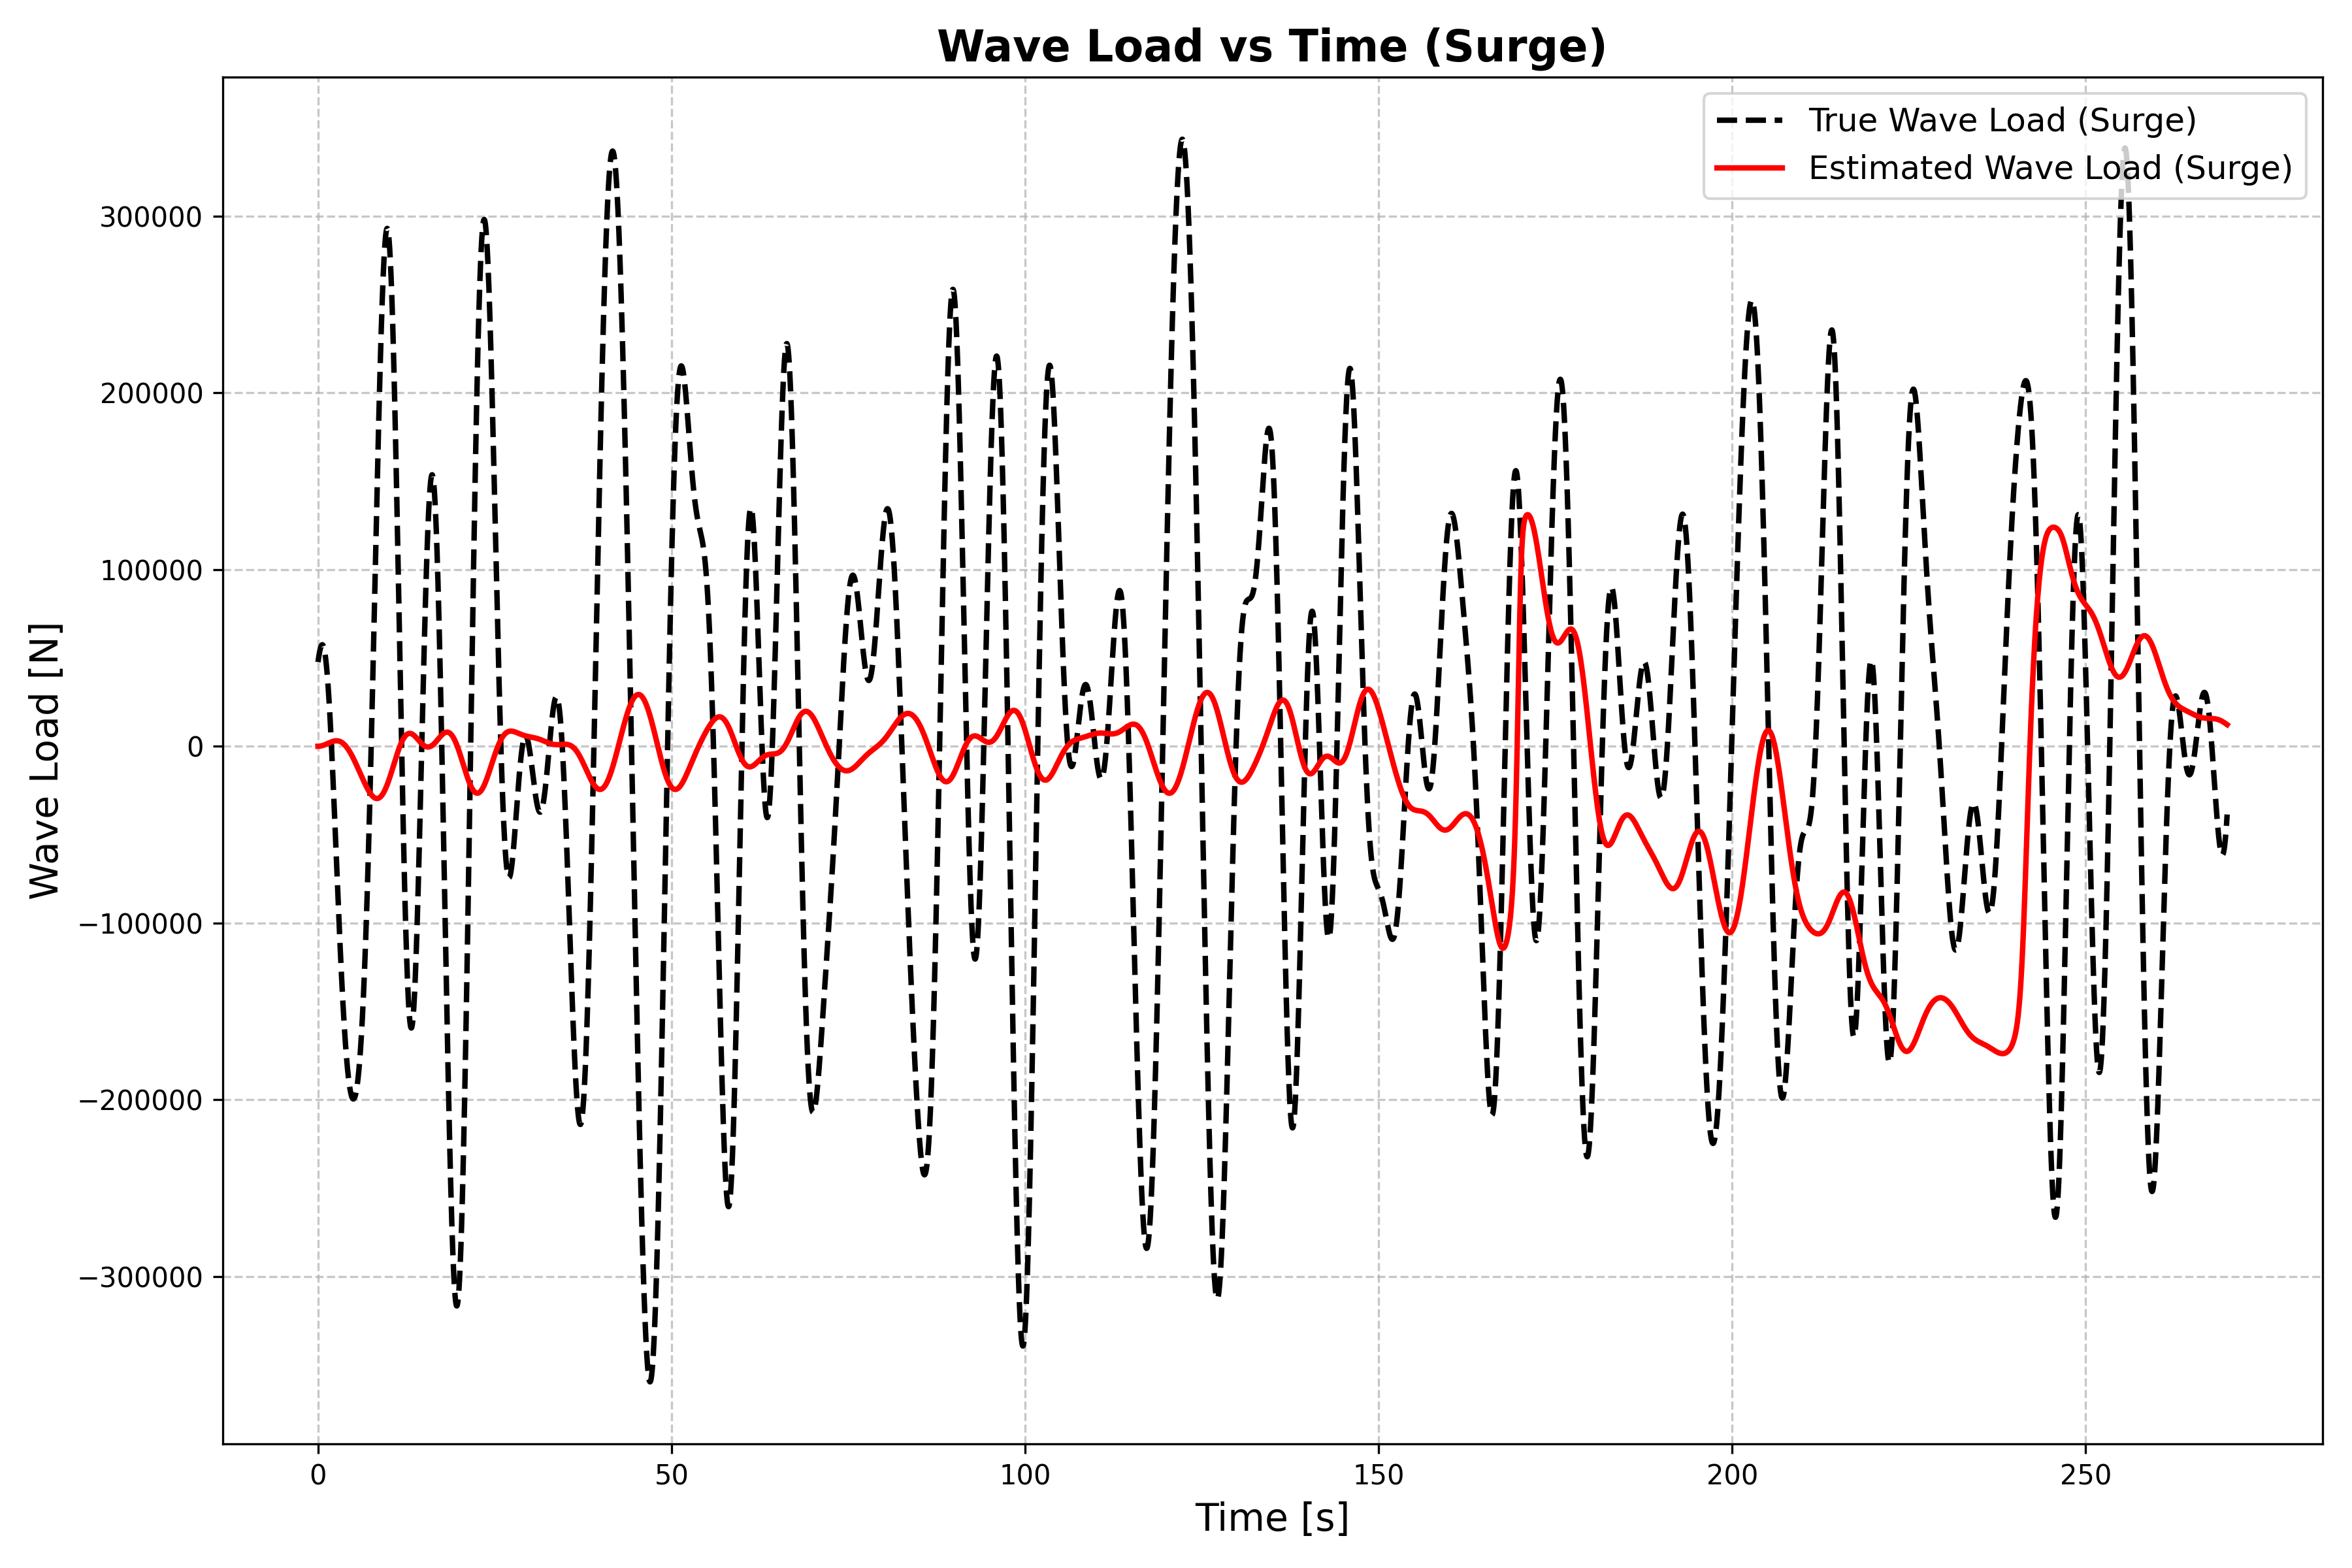 Wave Load vs Time (Surge)
True Wave Load (Surge)
Estimated Wave Load (Surge)
Wave Load [N]
300000
200000
100000
0
−100000
−200000
−300000
0
50
100
150
200
250
Time [s]